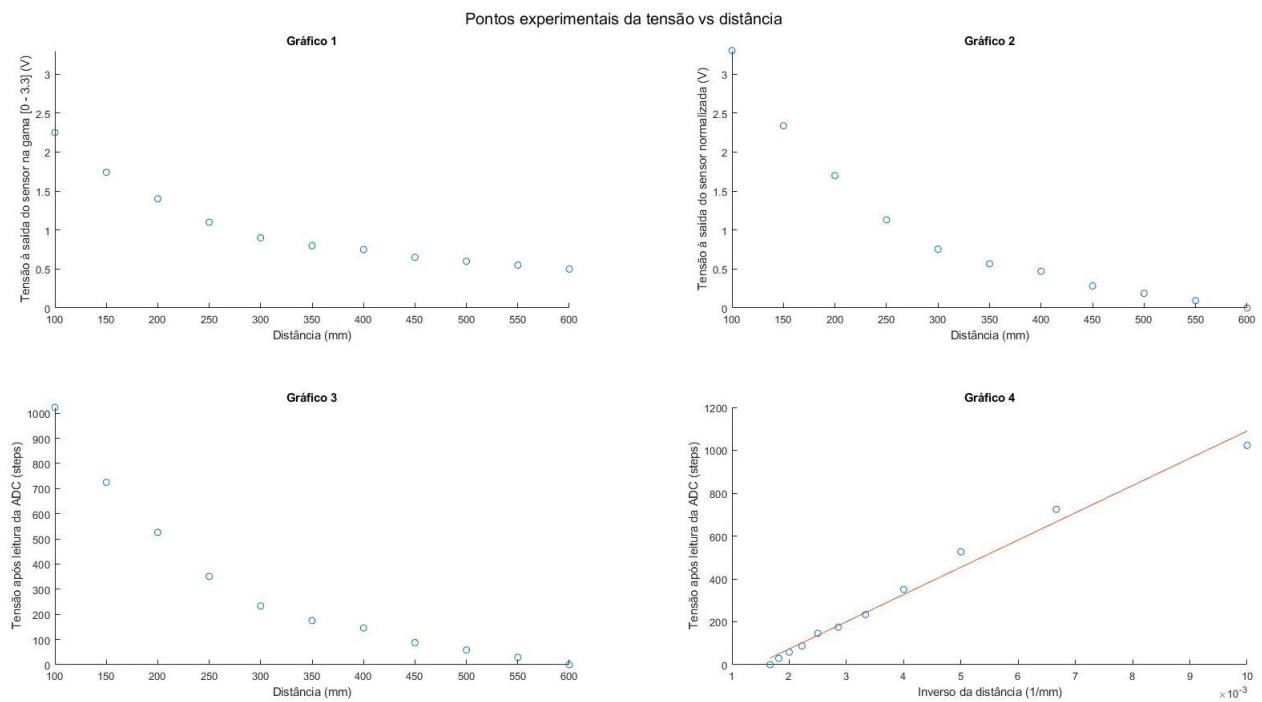 Pontos experimentais da tensão vs distância
Gráfico 1
Tensão à saída do sensor na gama [0 - 3.3] (V)
3
2.5
2
1.5
1
0.5
0
100 150 200 250 300 350 400 450 500 550 600
Distância (mm)
Gráfico 2
Tensão à saída do sensor normalizada (V)
3
2.5
2
1.5
1
0.5
0
100 150 200 250 300 350 400 450 500 550 600
Distância (mm)
Gráfico 3
Tensão após leitura da ADC (steps)
1000
900
800
700
600
500
400
300
200
100
0
100 150 200 250 300 350 400 450 500 550 600
Distância (mm)
Gráfico 4
Tensão após leitura da ADC (steps)
1200
1000
800
600
400
200
0
1 2 3 4 5 6 7 8 9 10
Inverso da distância (1/mm)
×10⁻³